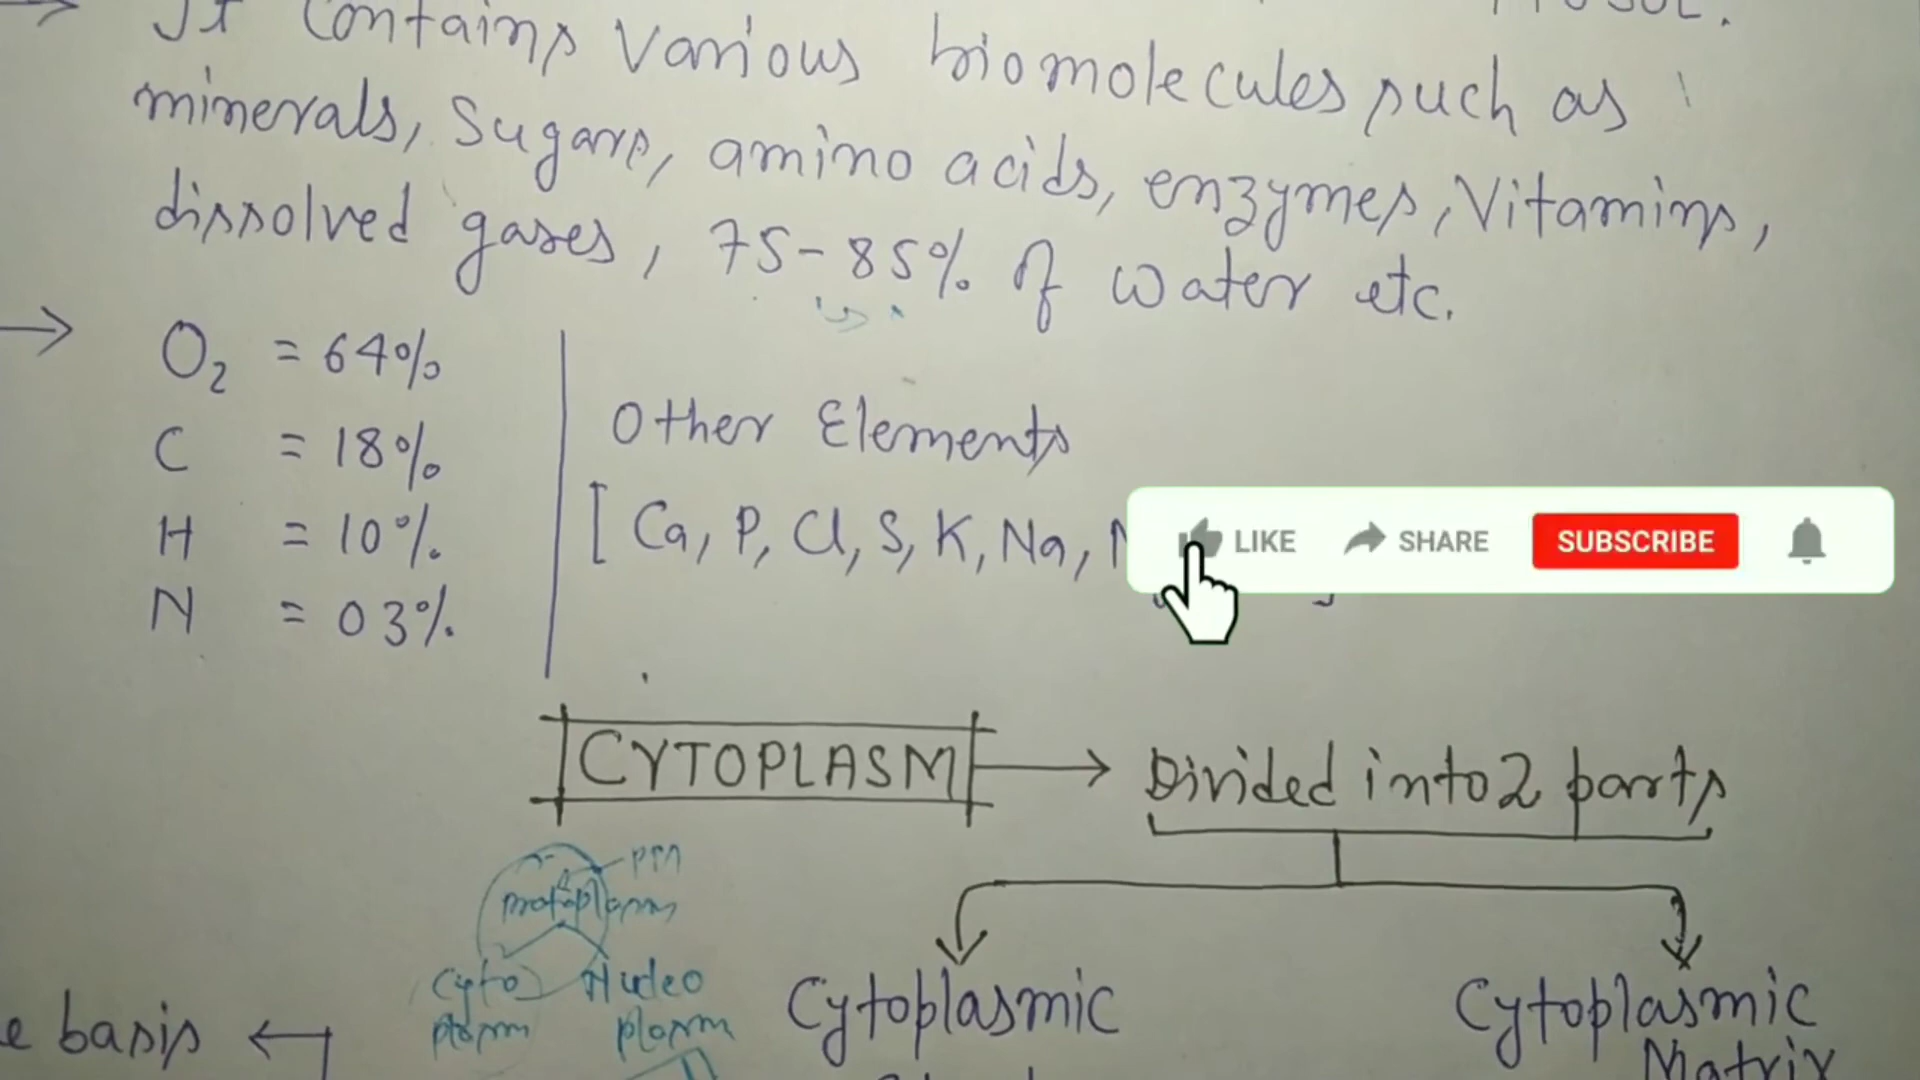 It contains various biomolecules such as
minerals, Sugars, amino acids, enzymes, Vitamins,
dissolved gases, 75-85% of water etc.
→ O2 = 64%
C = 18%
H = 10%
N = 03%
Other Elements
[Ca, P, Cl, S, K, Na,
LIKE SHARE SUBSCRIBE
CYTOPLASM → Divided into 2 parts
PM
protoplasm
Cyto Nucleo
plasm plasm
Cytoplasmic
Cytoplasmic
Matrix
e basis